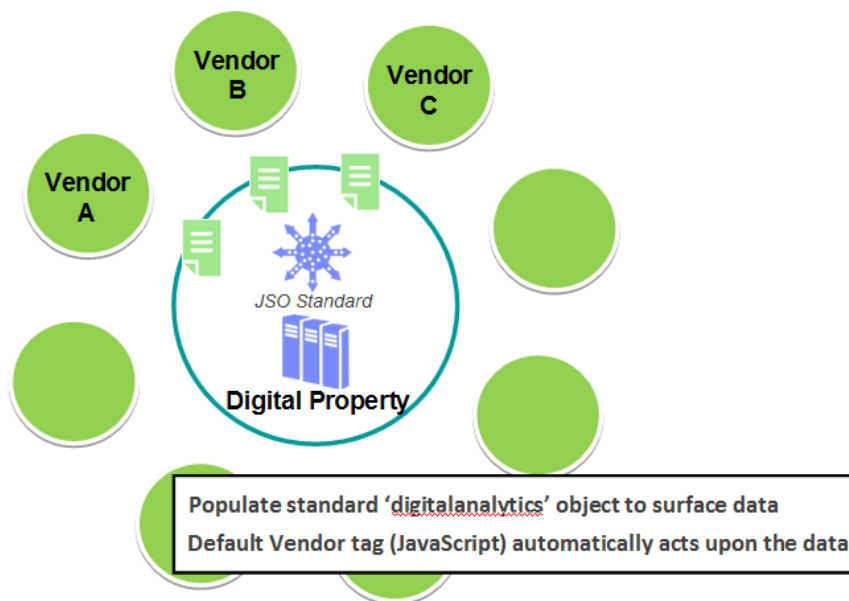 Vendor
B
Vendor
C
Vendor
A
JSO Standard
Digital Property
Populate standard ‘digitalanalytics’ object to surface data
Default Vendor tag (JavaScript) automatically acts upon the data